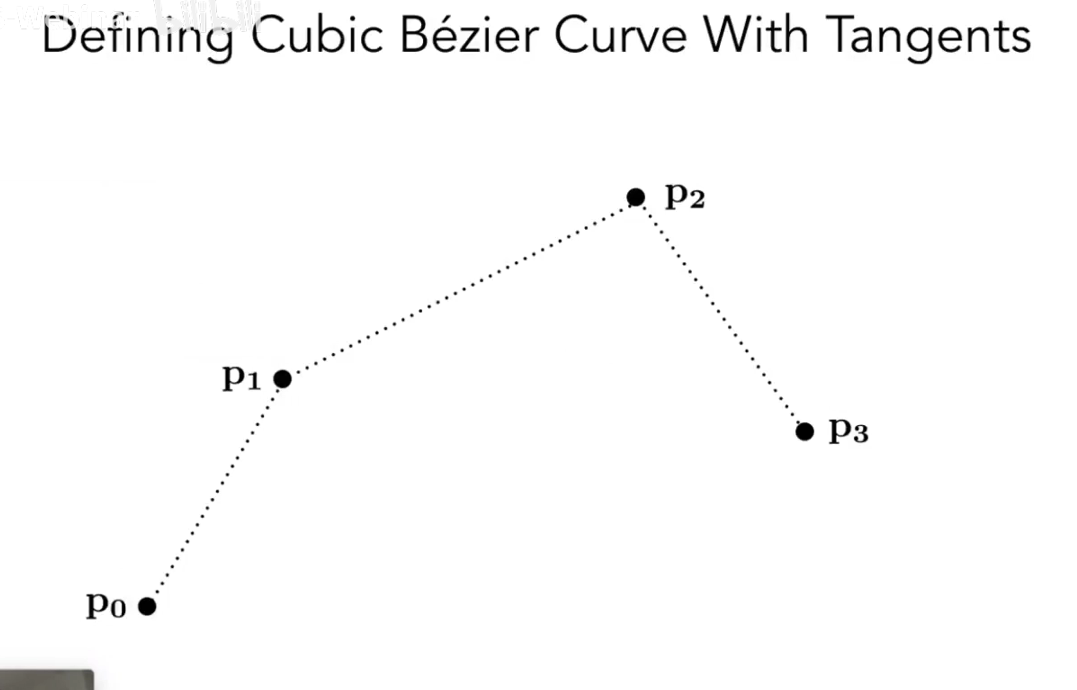 Defining Cubic Bézier Curve With Tangents
p₂
p₁
p₃
p₀